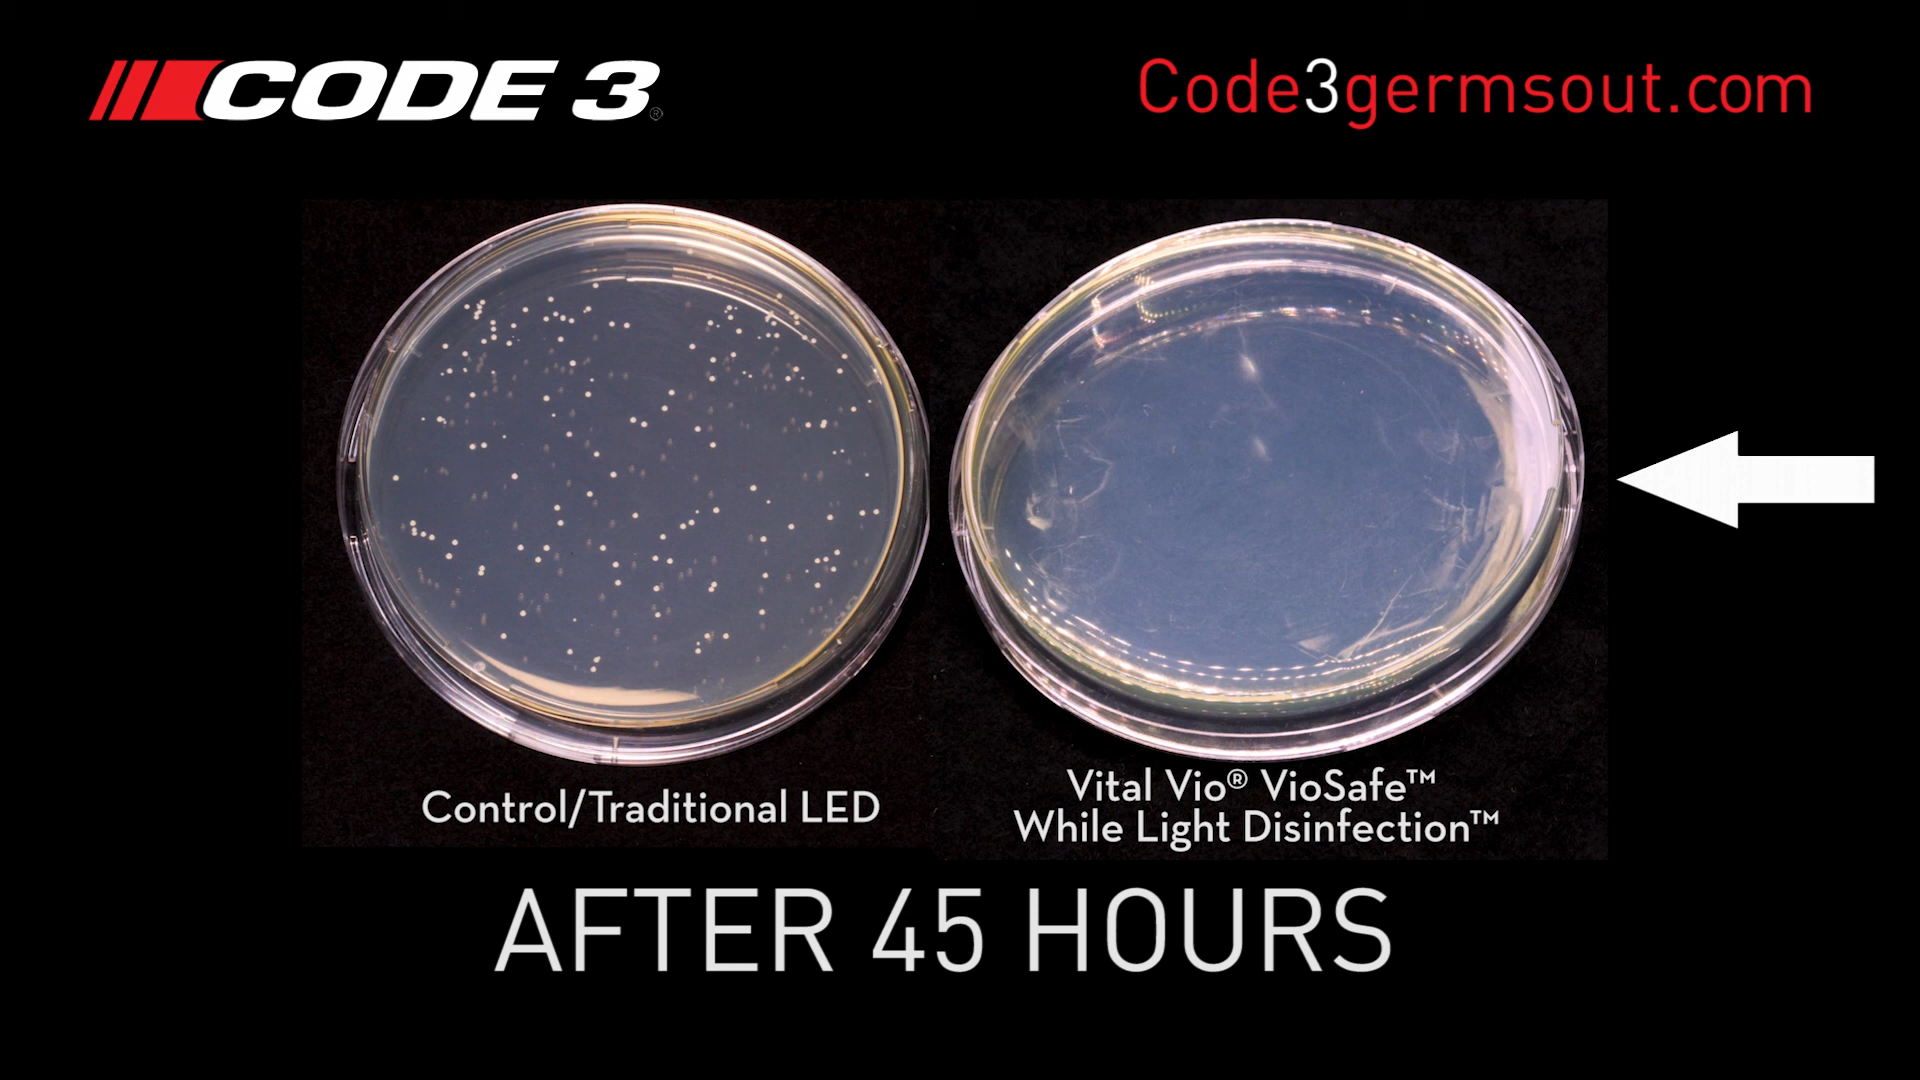 CODE 3®
Code3germsout.com
Control/Traditional LED
Vital Vio® VioSafe™
While Light Disinfection™
AFTER 45 HOURS